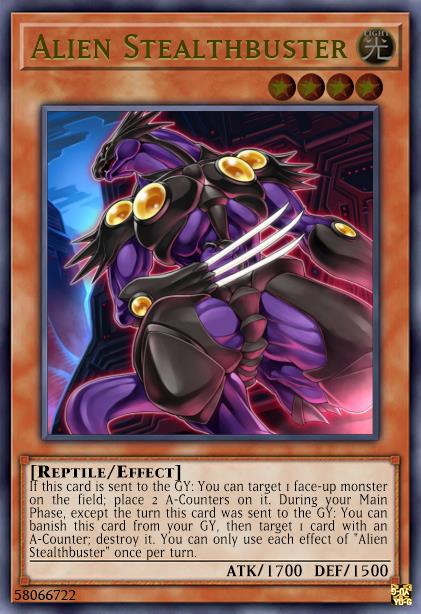 Alien Stealthbuster
LIGHT
光
[Reptile/Effect]
If this card is sent to the GY: You can target 1 face-up monster
on the field; place 2 A-Counters on it. During your Main
Phase, except the turn this card was sent to the GY: You can
banish this card from your GY, then target 1 card with an
A-Counter; destroy it. You can only use each effect of "Alien
Stealthbuster" once per turn.
ATK/1700 DEF/1500
58066722